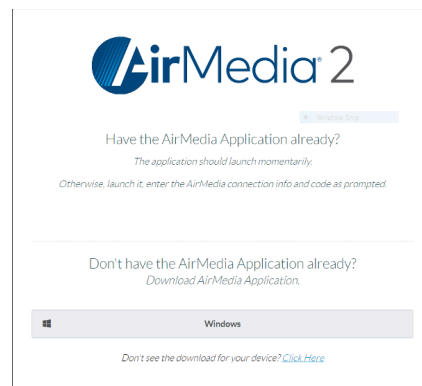 AirMedia® 2
Window Snip
Have the AirMedia Application already?
The application should launch momentarily.
Otherwise, launch it, enter the AirMedia connection info and code as prompted.
Don't have the AirMedia Application already?
Download AirMedia Application.
Windows
Don't see the download for your device? Click Here